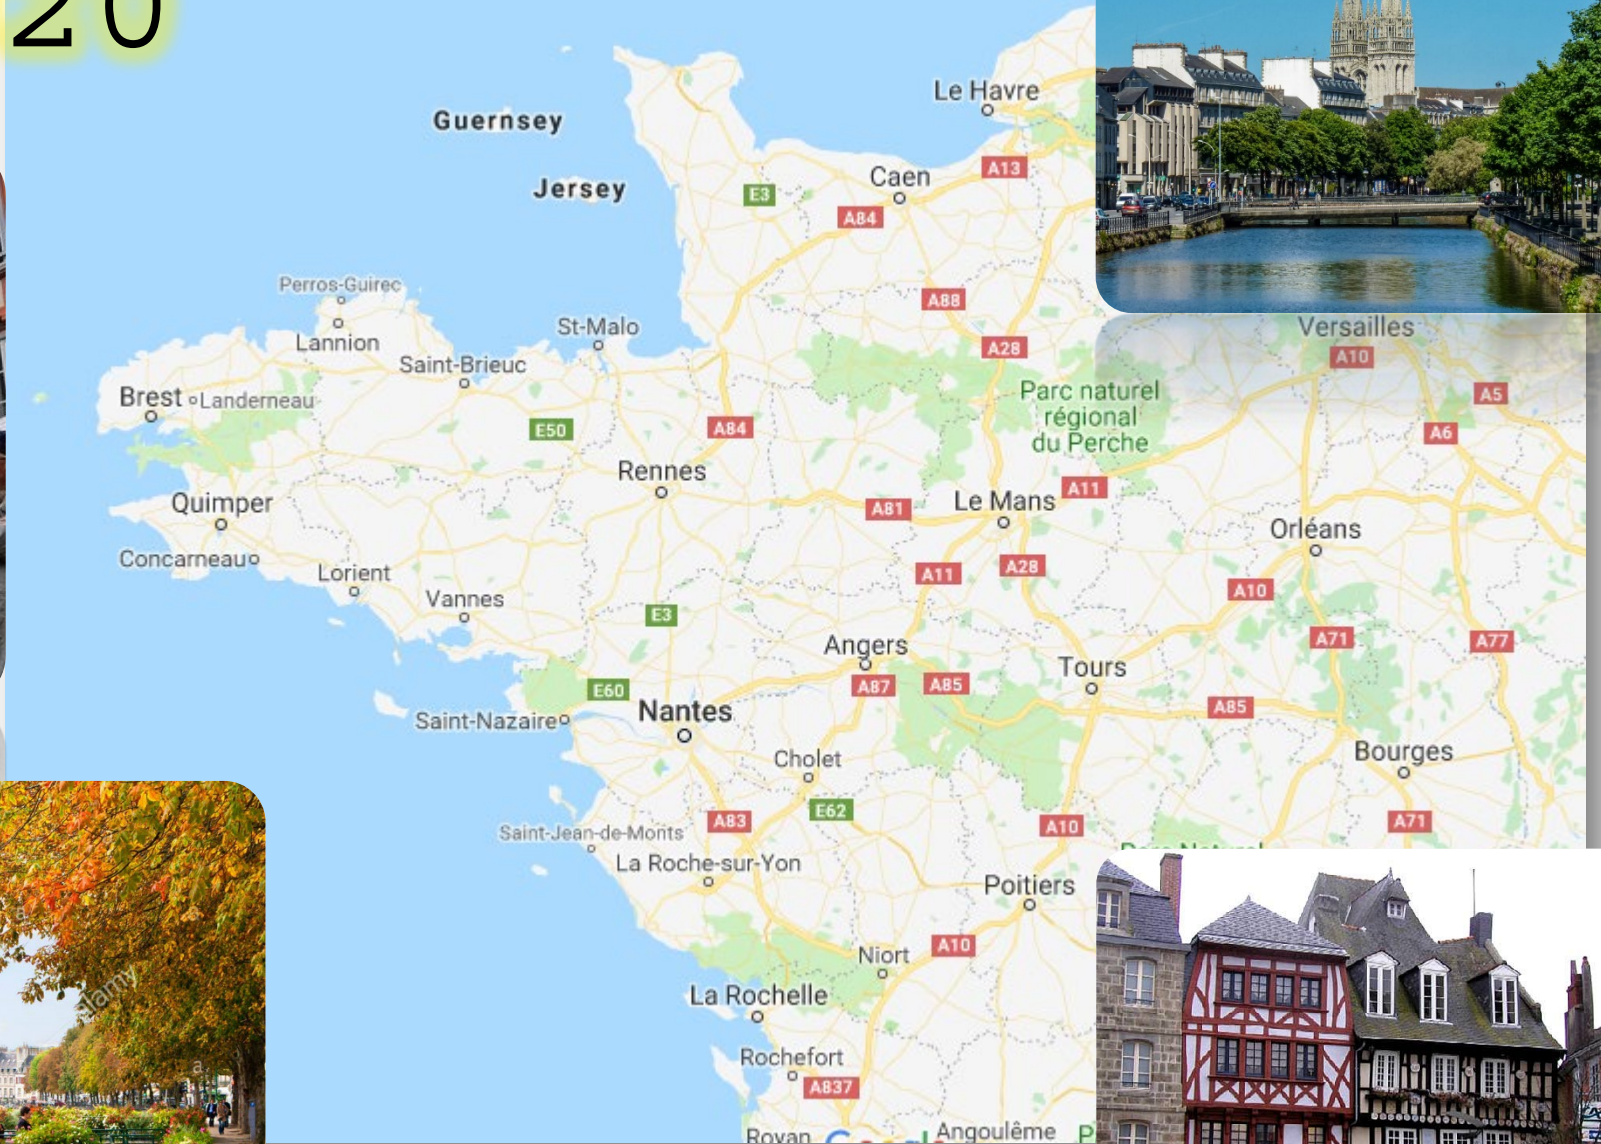 20
Le Havre
Guernsey
A13
Caen
Jersey
E3
A84
Perros-Guirec
A88
St-Malo
Versailles
Lannion
A28
A10
Saint-Brieuc
Parc naturel
régional
du Perche
A5
Brest
Landerneau
E50
A84
A6
Rennes
A11
Quimper
A81
Le Mans
Orléans
Concarneau
Lorient
A11
A28
A10
Vannes
E3
Angers
A71
A77
Tours
E60
A87
A85
A85
Saint-Nazaire
Nantes
Cholet
Bourges
E62
A83
A10
A71
Saint-Jean-de-Monts
La Roche-sur-Yon
Poitiers
Niort
A10
alamy
La Rochelle
Rochefort
a
A837
Royan
Google
Angoulême